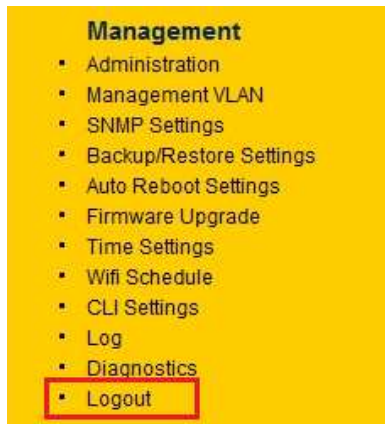 Management
Administration
Management VLAN
SNMP Settings
Backup/Restore Settings
Auto Reboot Settings
Firmware Upgrade
Time Settings
Wifi Schedule
CLI Settings
Log
Diagnostics
Logout